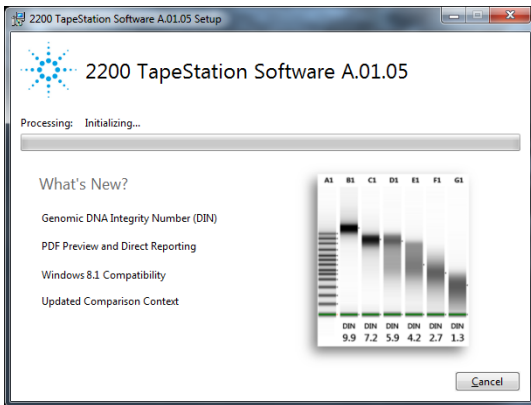 2200 TapeStation Software A.01.05 Setup
2200 TapeStation Software A.01.05
Processing: Initializing...
What's New?
Genomic DNA Integrity Number (DIN)
PDF Preview and Direct Reporting
Windows 8.1 Compatibility
Updated Comparison Context
A1 B1 C1 D1 E1 F1 G1
DIN DIN DIN DIN DIN DIN
9.9 7.2 5.9 4.2 2.7 1.3
Cancel